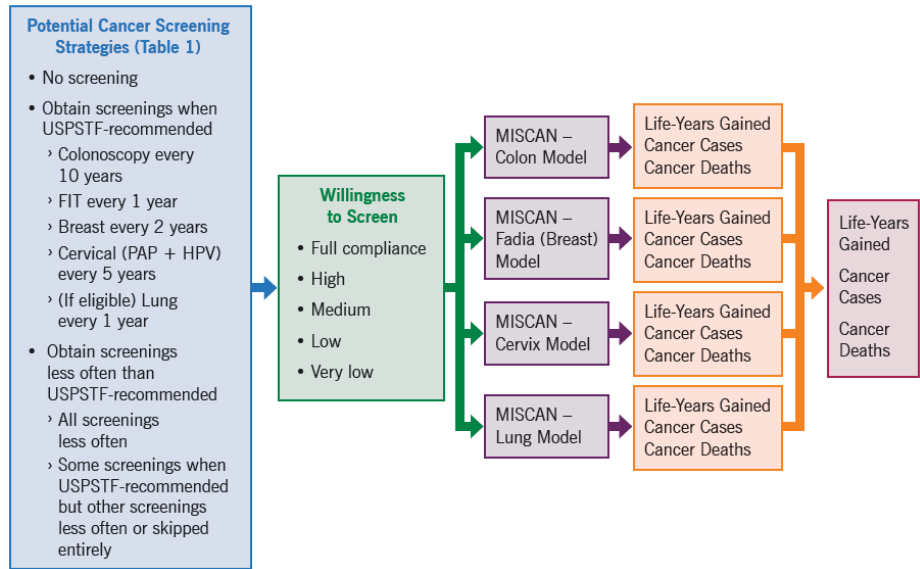 Potential Cancer Screening
Strategies (Table 1)
• No screening
• Obtain screenings when
USPSTF-recommended
› Colonoscopy every
10 years
› FIT every 1 year
› Breast every 2 years
› Cervical (PAP + HPV)
every 5 years
› (If eligible) Lung
every 1 year
• Obtain screenings
less often than
USPSTF-recommended
› All screenings
less often
› Some screenings when
USPSTF-recommended
but other screenings
less often or skipped
entirely
Willingness
to Screen
• Full compliance
• High
• Medium
• Low
• Very low
MISCAN –
Colon Model
Life-Years Gained
Cancer Cases
Cancer Deaths
MISCAN –
Fadia (Breast)
Model
Life-Years Gained
Cancer Cases
Cancer Deaths
MISCAN –
Cervix Model
Life-Years Gained
Cancer Cases
Cancer Deaths
MISCAN –
Lung Model
Life-Years Gained
Cancer Cases
Cancer Deaths
Life-Years
Gained
Cancer
Cases
Cancer
Deaths